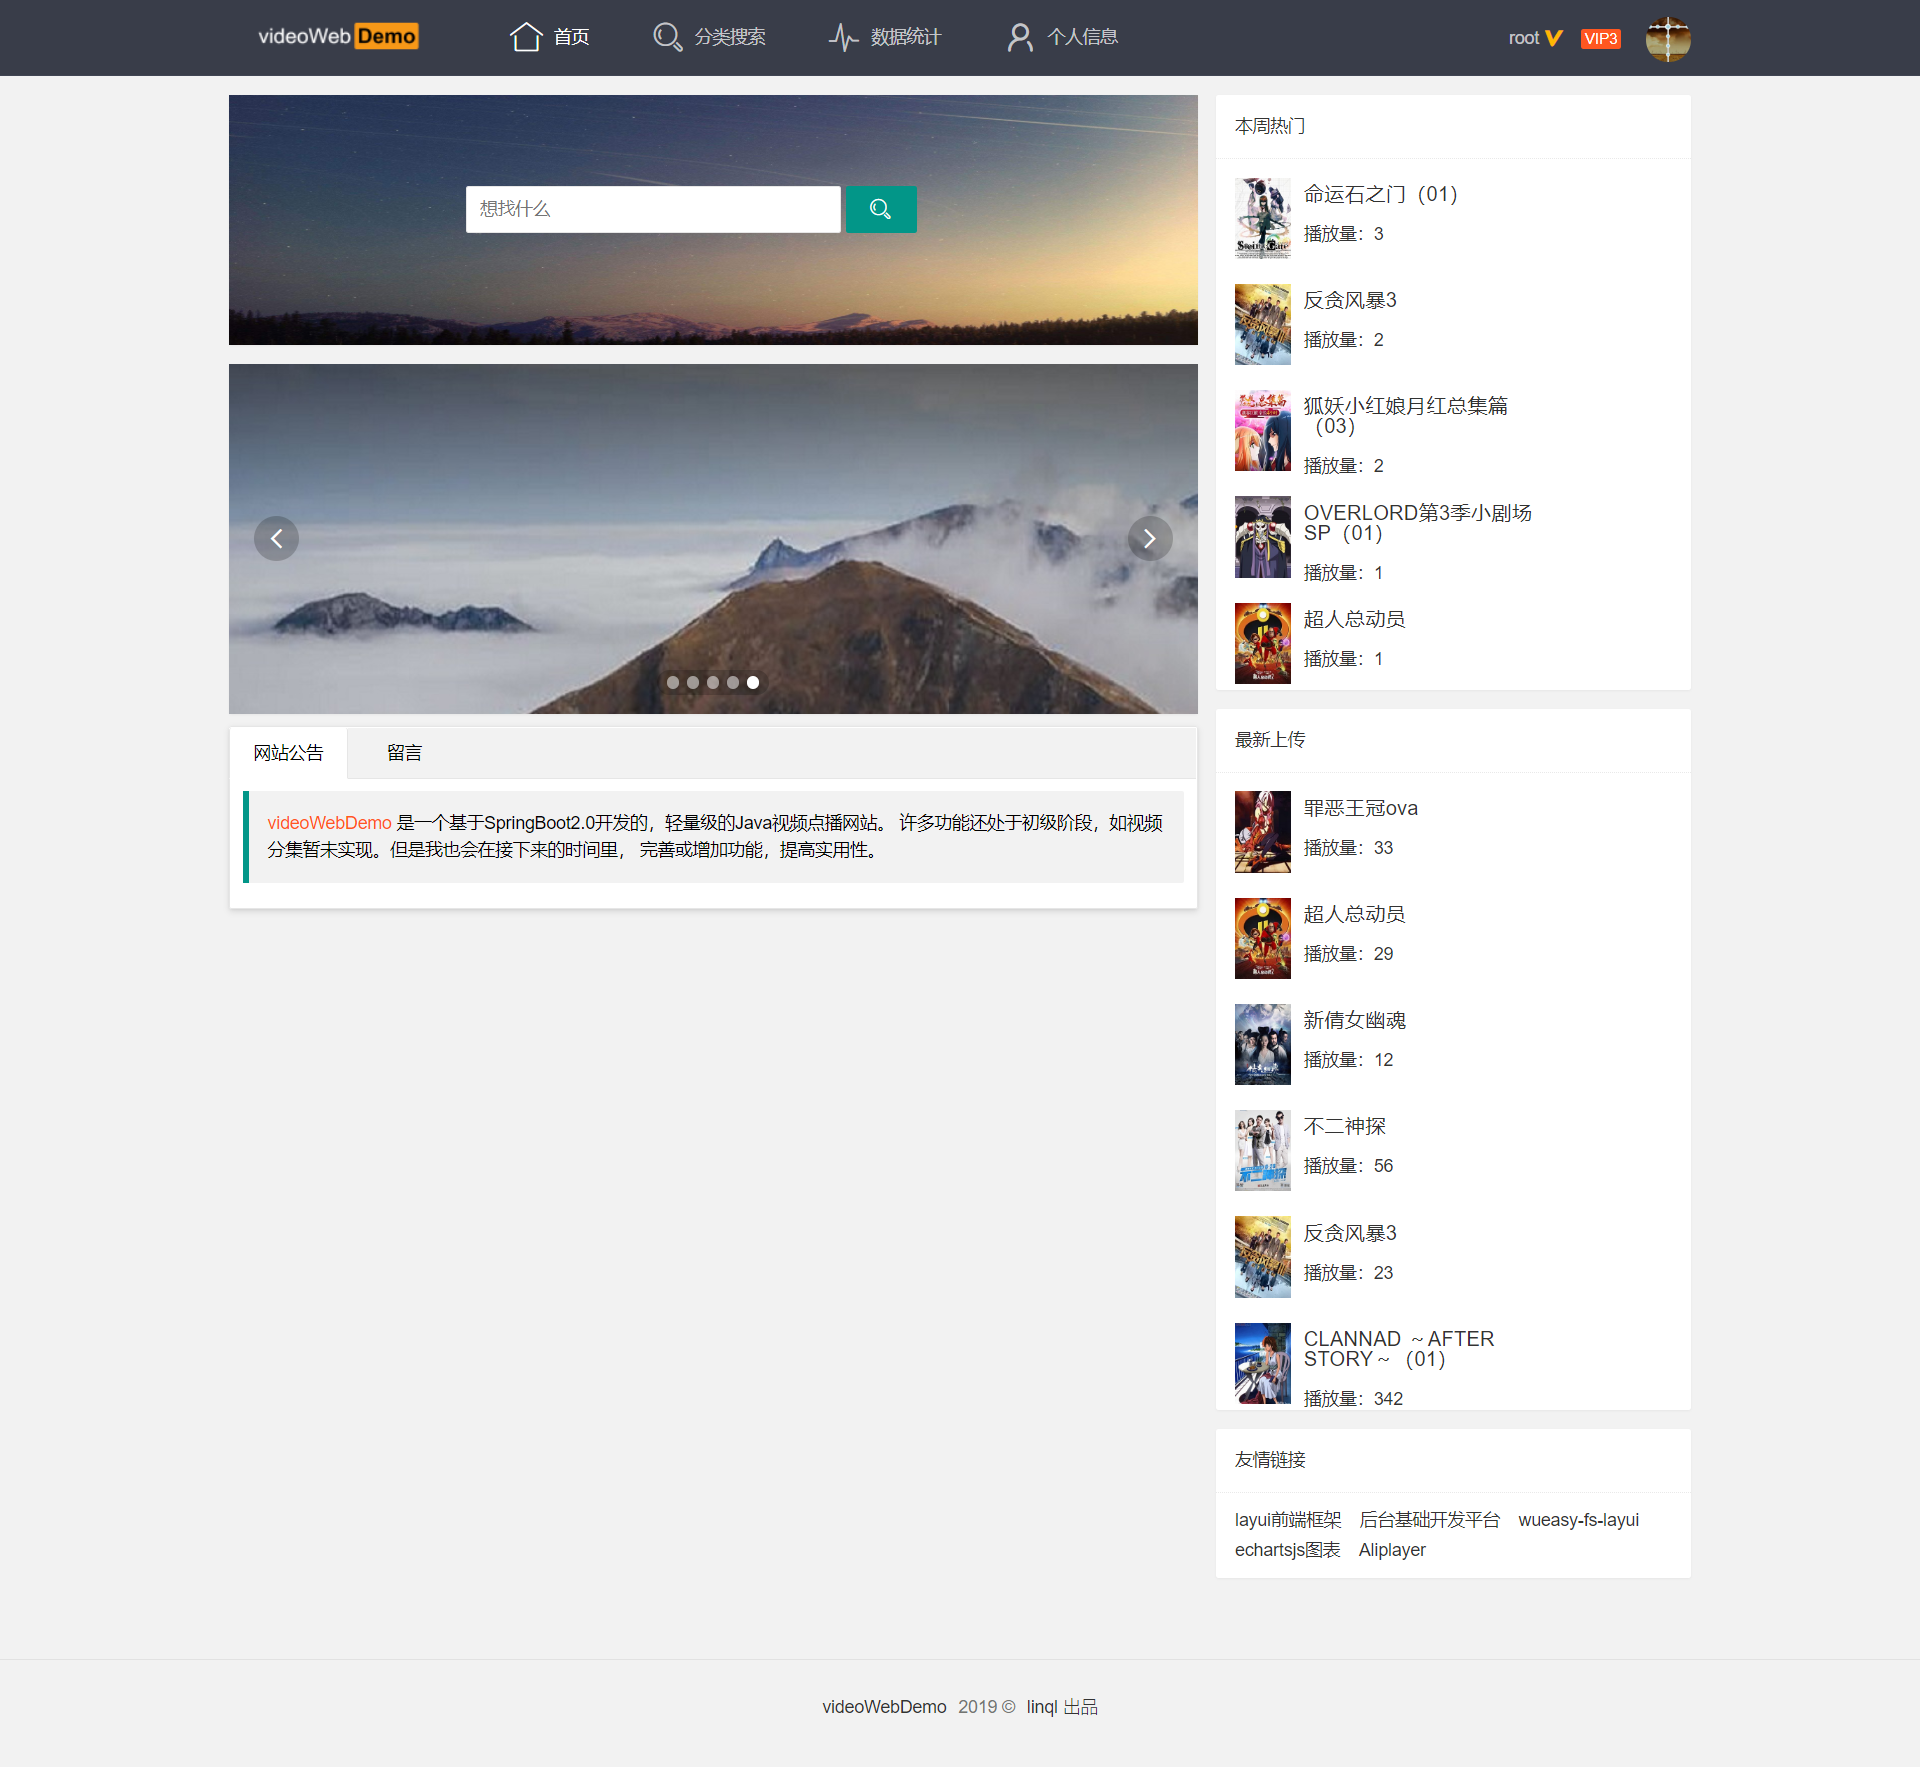 videoWeb Demo
首页
分类搜索
数据统计
个人信息
root
VIP3
想找什么
网站公告
留言
videoWebDemo 是一个基于SpringBoot2.0开发的，轻量级的Java视频点播网站。 许多功能还处于初级阶段，如视频
分集暂未实现。但是我也会在接下来的时间里， 完善或增加功能，提高实用性。
本周热门
命运石之门（01）
播放量：3
反贪风暴3
播放量：2
狐妖小红娘月红总集篇
（03）
播放量：2
OVERLORD第3季小剧场
SP（01）
播放量：1
超人总动员
播放量：1
最新上传
罪恶王冠ova
播放量：33
超人总动员
播放量：29
新倩女幽魂
播放量：12
不二神探
播放量：56
反贪风暴3
播放量：23
CLANNAD ～AFTER
STORY～（01）
播放量：342
友情链接
layui前端框架 后台基础开发平台 wueasy-fs-layui
echartsjs图表 Aliplayer
videoWebDemo 2019 © linql 出品